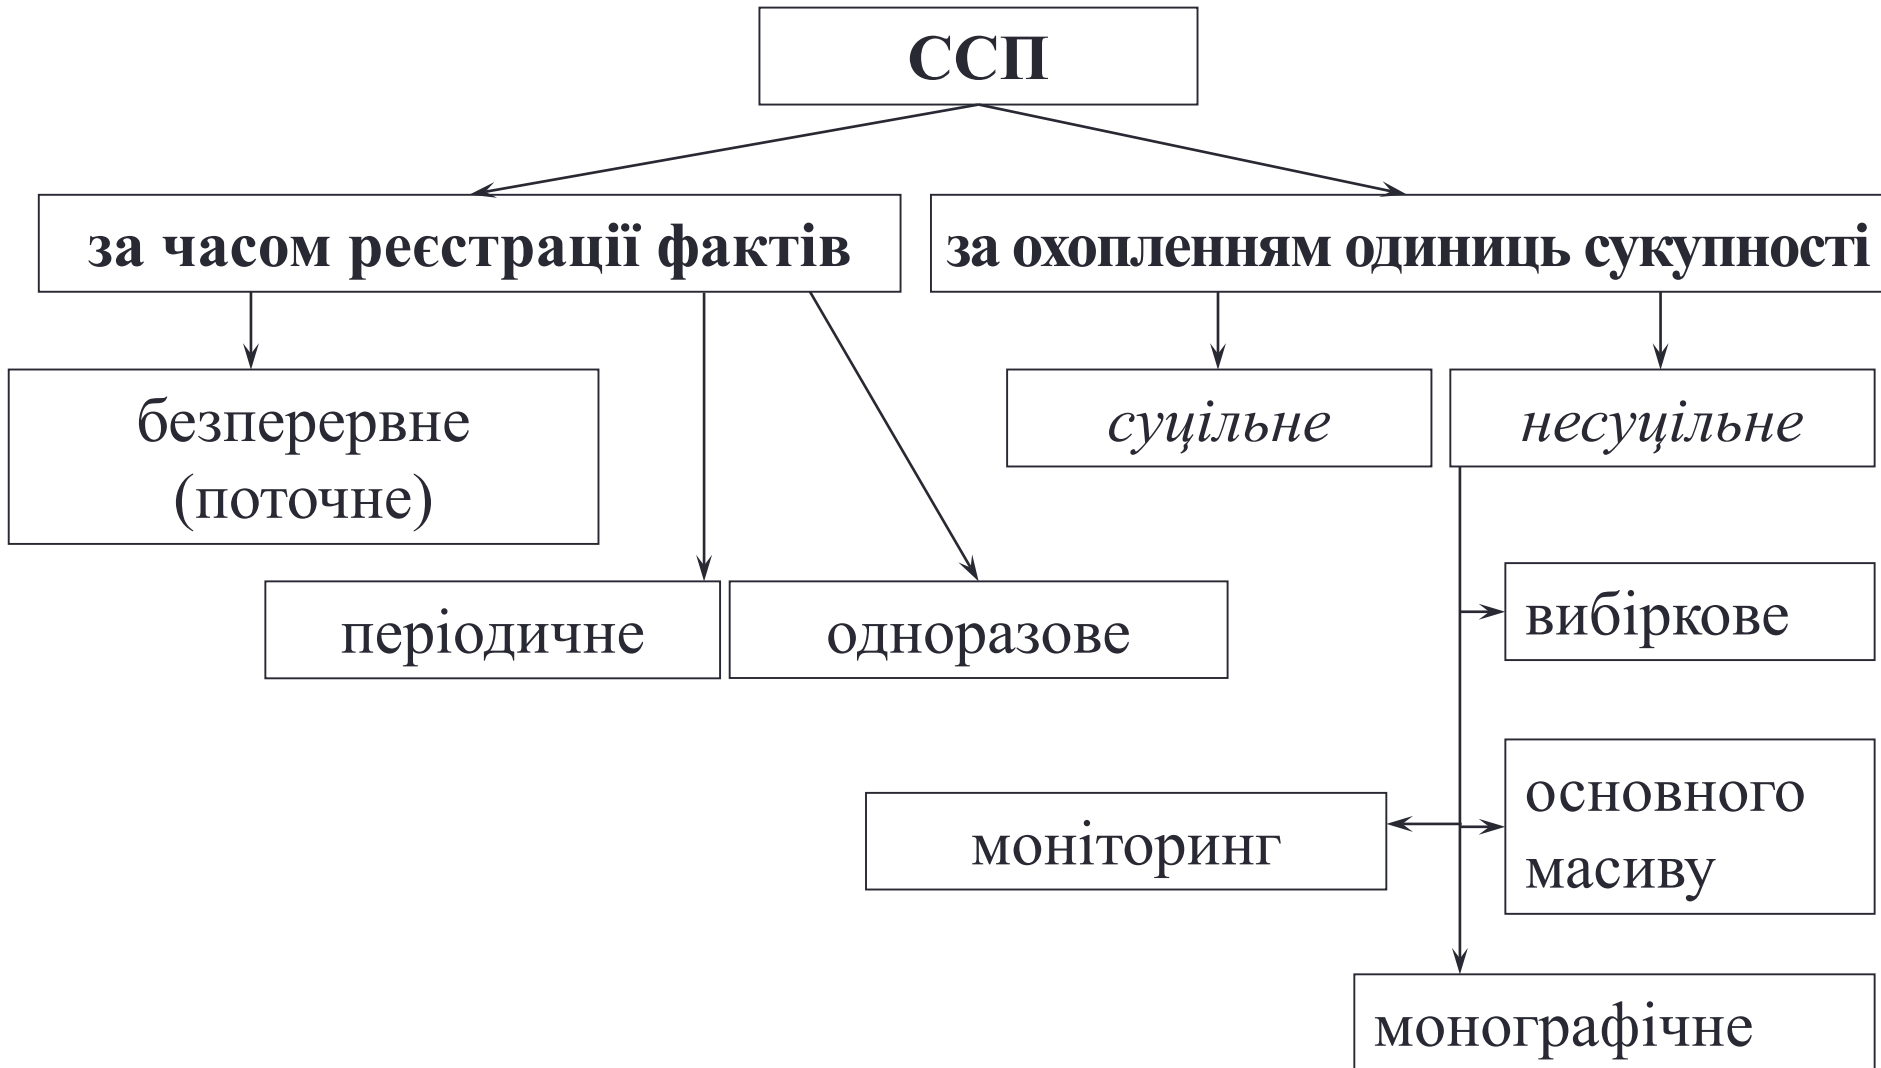 ССП
за часом реєстрації фактів
за охопленням одиниць сукупності
безперервне
(поточне)
суцільне
несуцільне
періодичне
одноразове
вибіркове
моніторинг
основного
масиву
монографічне